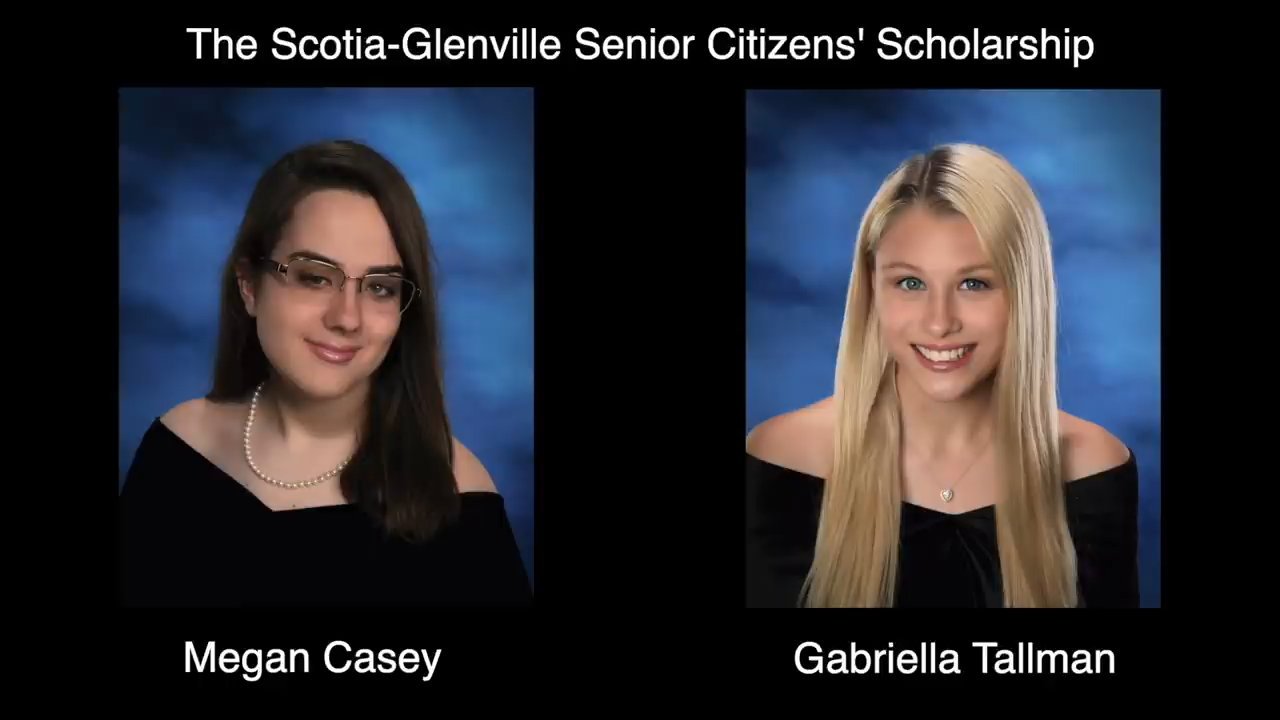 The Scotia-Glenville Senior Citizens' Scholarship
Megan Casey
Gabriella Tallman